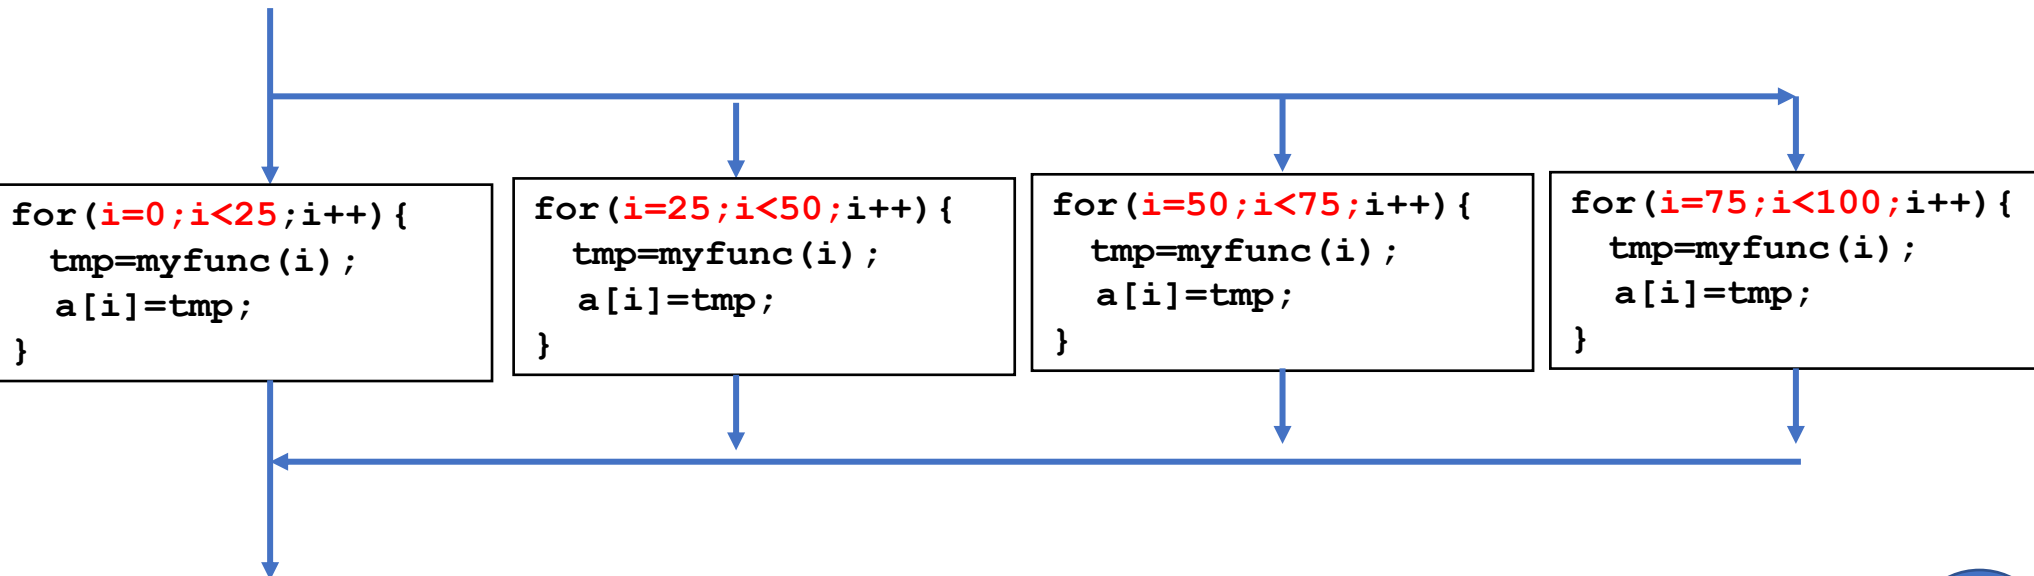 for(i=0;i<25;i++){
tmp=myfunc(i);
a[i]=tmp;
}
for(i=25;i<50;i++){
tmp=myfunc(i);
a[i]=tmp;
}
for(i=50;i<75;i++){
tmp=myfunc(i);
a[i]=tmp;
}
for(i=75;i<100;i++){
tmp=myfunc(i);
a[i]=tmp;
}